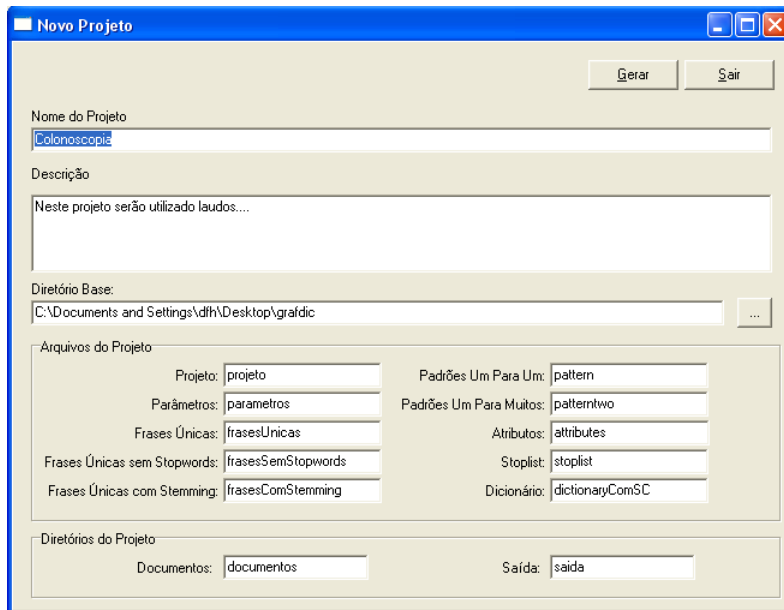 Novo Projeto
Gerar Sair
Nome do Projeto
Colonoscopia
Descrição
Neste projeto serão utilizado laudos....
Diretório Base:
C:\Documents and Settings\dfh\Desktop\grafdic ...
Arquivos do Projeto
Projeto: projeto Padrões Um Para Um: pattern
Parâmetros: parametros Padrões Um Para Muitos: patterntwo
Frases Únicas: frasesUnicas Atributos: attributes
Frases Únicas sem Stopwords: frasesSemStopwords Stoplist: stoplist
Frases Únicas com Stemming: frasesComStemming Dicionário: dictionaryComSC
Diretórios do Projeto
Documentos: documentos Saída: saida